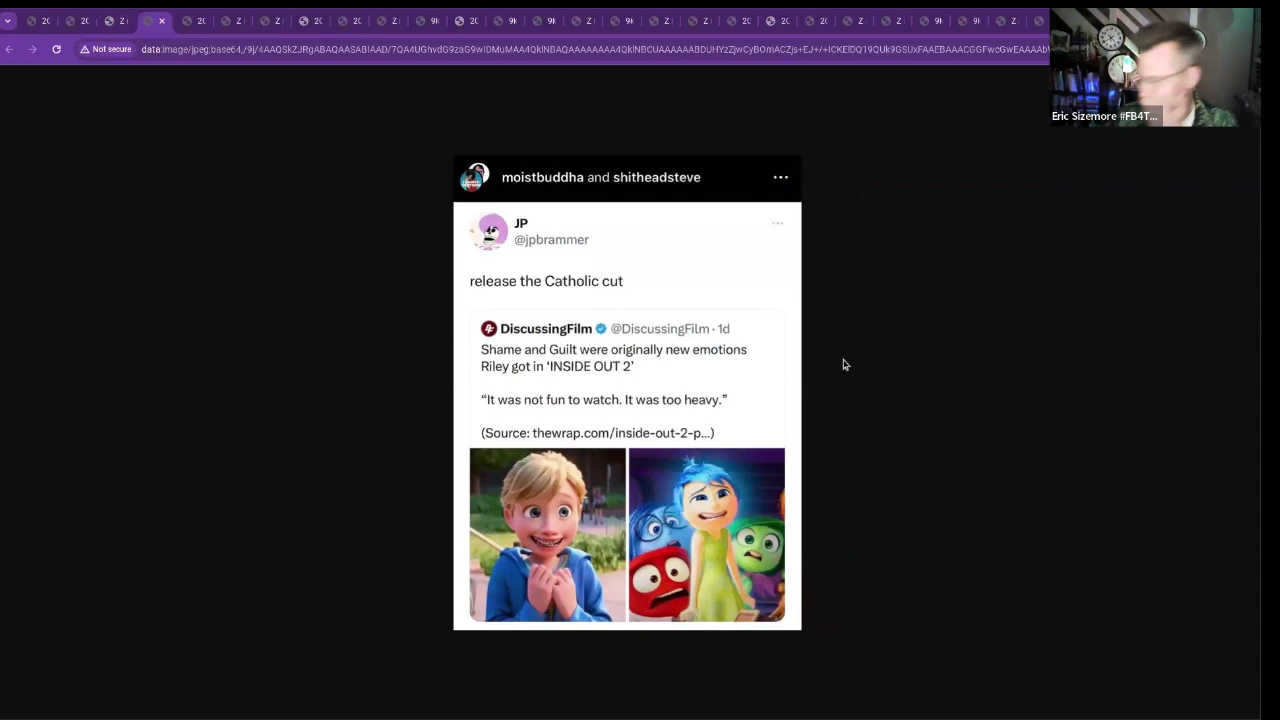 Not secure
Eric Sizemore #FB4T...
moistbuddha and shitheadsteve
JP
@jpbrammer
release the Catholic cut
DiscussingFilm @DiscussingFilm · 1d
Shame and Guilt were originally new emotions
Riley got in ‘INSIDE OUT 2’
“It was not fun to watch. It was too heavy.”
(Source: thewrap.com/inside-out-2-p...)